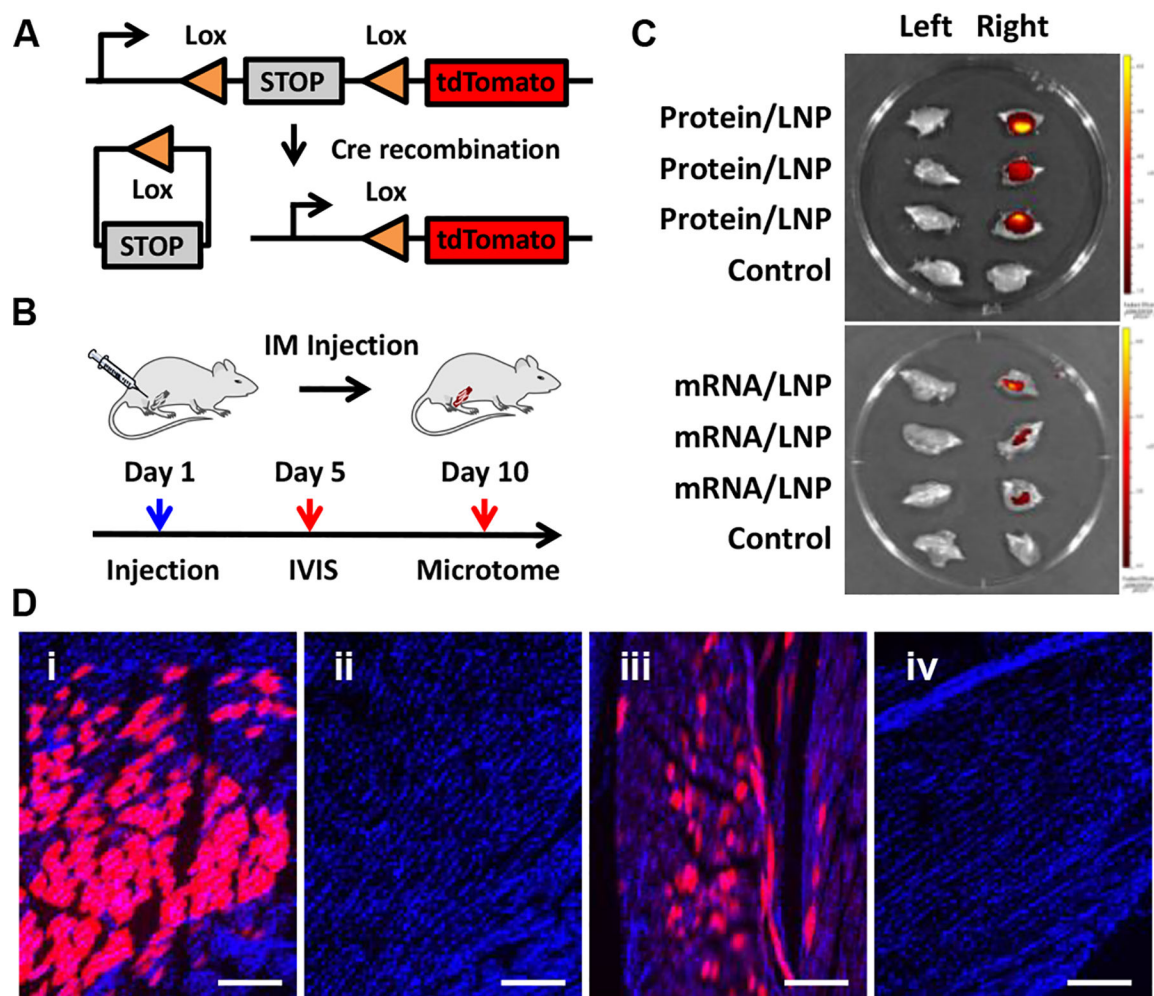 A
Lox
Lox
STOP
tdTomato
Cre recombination
Lox
STOP
Lox
tdTomato
B
IM Injection
Day 1
Day 5
Day 10
Injection
IVIS
Microtome
C
Left
Right
Protein/LNP
Protein/LNP
Protein/LNP
Control
mRNA/LNP
mRNA/LNP
mRNA/LNP
Control
D
i
ii
iii
iv